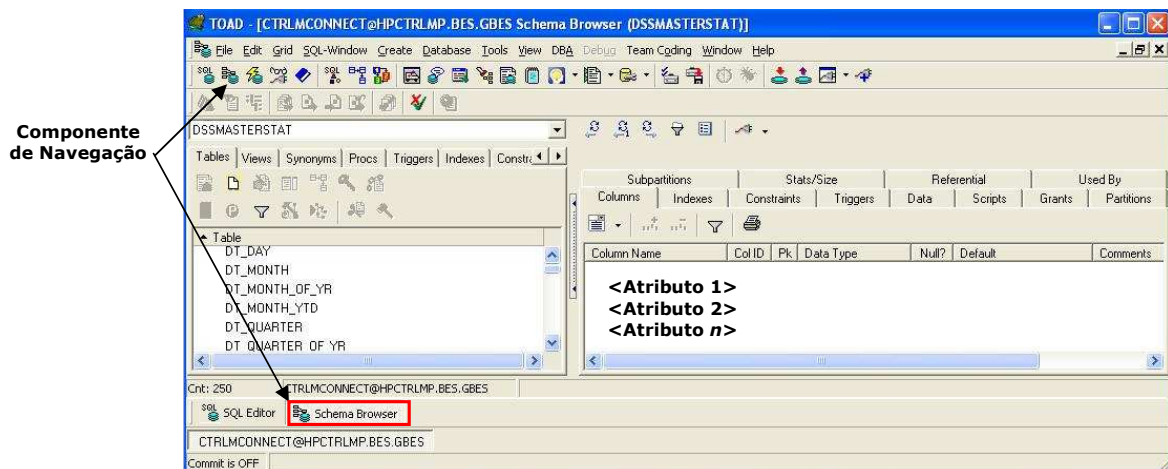 TOAD - [CTRLMCONNECT@HPCTRLMP.BES.GBES Schema Browser (DSSMASTERSTAT)]
File Edit Grid SQL-Window Create Database Tools View DBA Debug Team Coding Window Help
Componente
de Navegação
DSSMASTERSTAT
Tables Views Synonyms Procs Triggers Indexes Constr
Subpartitions Stats/Size Referential Used By
Columns Indexes Constraints Triggers Data Scripts Grants Partitions
Table
DT_DAY
DT_MONTH
DT_MONTH_OF_YR
DT_MONTH_YTD
DT_QUARTER
DT_QUARTER_OF_YR
Column Name Col ID Pk Data Type Null? Default Comments
<Atributo 1>
<Atributo 2>
<Atributo n>
Cnt: 250 CTRLMCONNECT@HPCTRLMP.BES.GBES
SQL Editor Schema Browser
CTRLMCONNECT@HPCTRLMP.BES.GBES
Commit is OFF